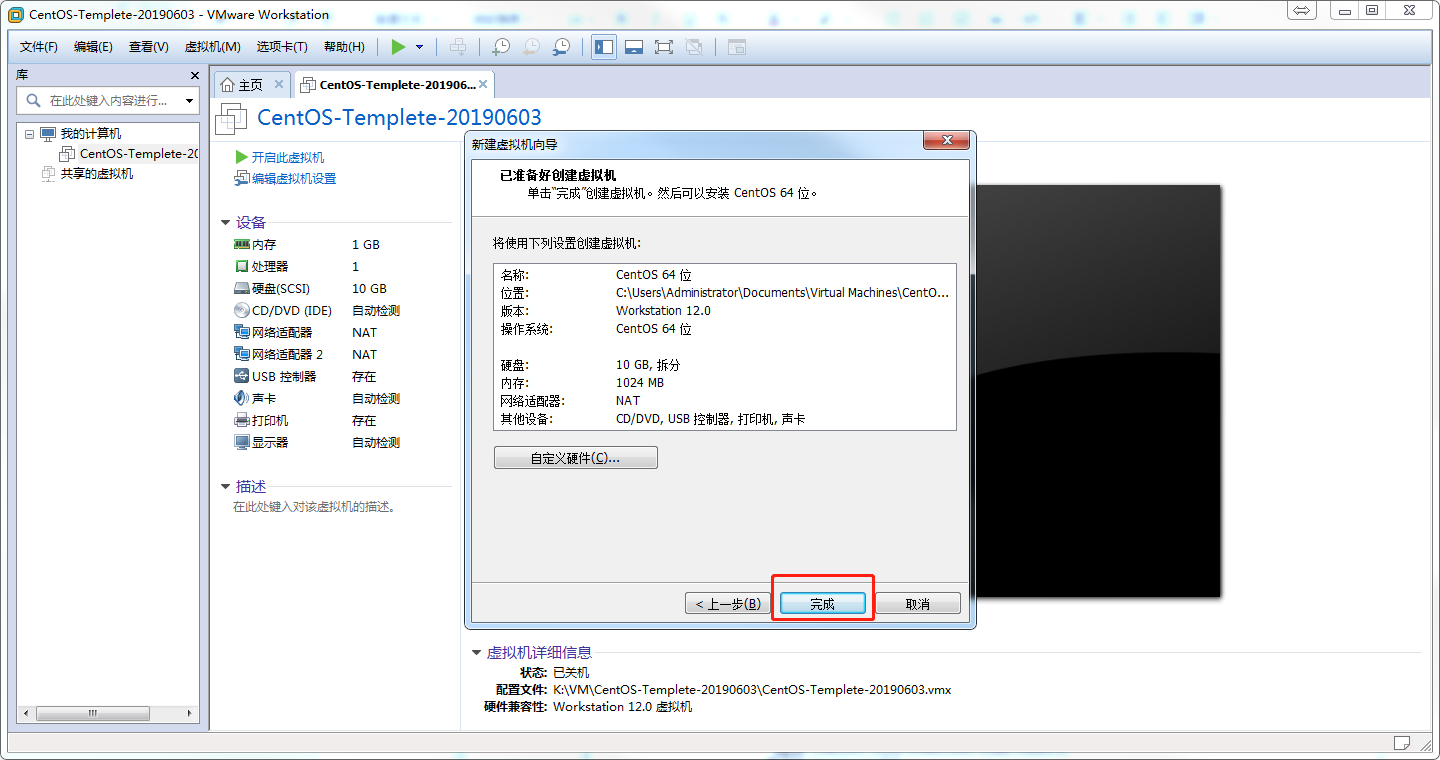 CentOS-Templete-20190603 - VMware Workstation
文件(F) 编辑(E) 查看(V) 虚拟机(M) 选项卡(T) 帮助(H)
库
在此处键入内容进行...
我的计算机
CentOS-Templete-20
共享的虚拟机
主页
CentOS-Templete-201906...
CentOS-Templete-20190603
开启此虚拟机
编辑虚拟机设置
设备
内存 1 GB
处理器 1
硬盘(SCSI) 10 GB
CD/DVD (IDE) 自动检测
网络适配器 NAT
网络适配器 2 NAT
USB 控制器 存在
声卡 自动检测
打印机 存在
显示器 自动检测
描述
在此处键入对该虚拟机的描述。
新建虚拟机向导
已准备好创建虚拟机
单击“完成”创建虚拟机。然后可以安装 CentOS 64 位。
将使用下列设置创建虚拟机:
名称: CentOS 64 位
位置: C:\Users\Administrator\Documents\Virtual Machines\CentO...
版本: Workstation 12.0
操作系统: CentOS 64 位
硬盘: 10 GB, 拆分
内存: 1024 MB
网络适配器: NAT
其他设备: CD/DVD, USB 控制器, 打印机, 声卡
自定义硬件(C)...
< 上一步(B) 完成 取消
虚拟机详细信息
状态: 已关机
配置文件: K:\VM\CentOS-Templete-20190603\CentOS-Templete-20190603.vmx
硬件兼容性: Workstation 12.0 虚拟机